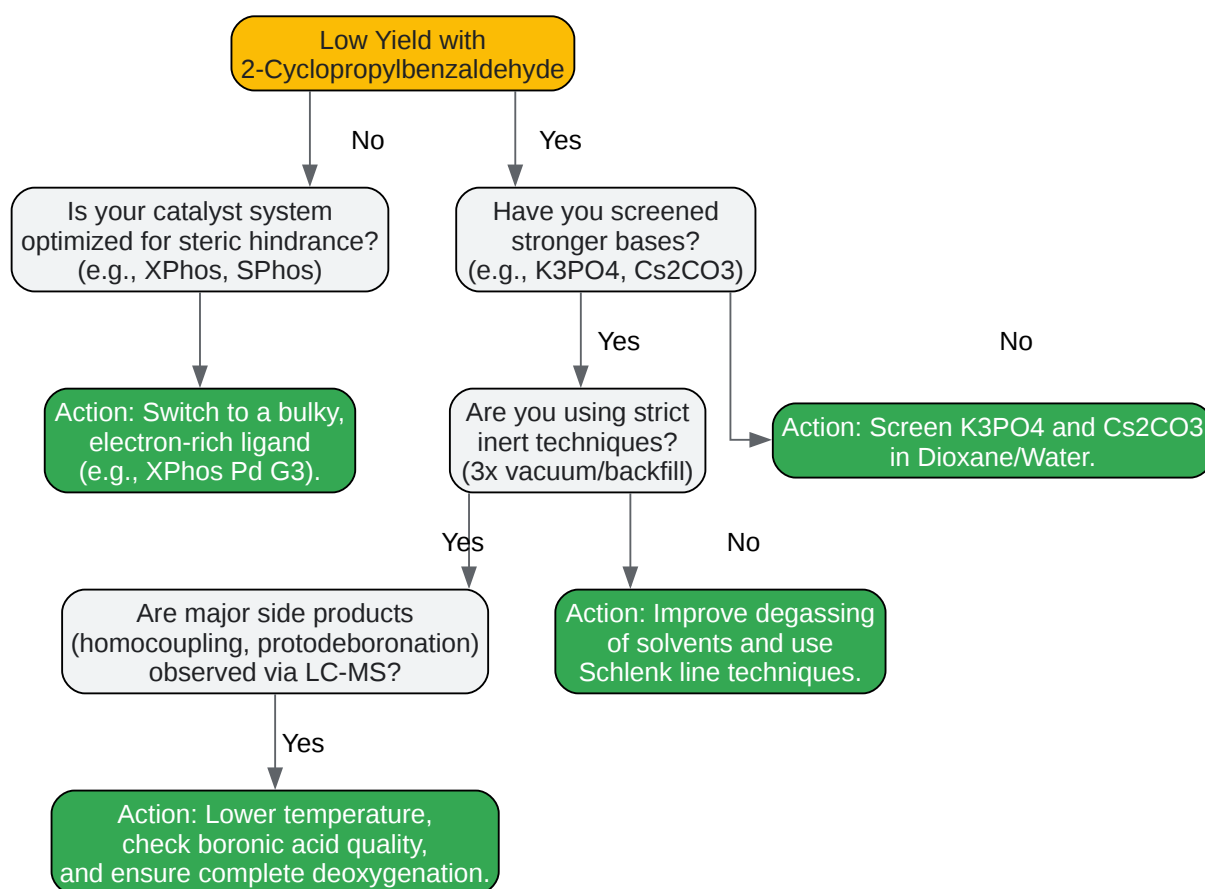 Low Yield with
2-Cyclopropylbenzaldehyde
No
Yes
Is your catalyst system
optimized for steric hindrance?
(e.g., XPhos, SPhos)
Have you screened
stronger bases?
(e.g., K3PO4, Cs2CO3)
Yes
No
Action: Switch to a bulky,
electron-rich ligand
(e.g., XPhos Pd G3).
Are you using strict
inert techniques?
(3x vacuum/backfill)
Action: Screen K3PO4 and Cs2CO3
in Dioxane/Water.
Yes
No
Are major side products
(homocoupling, protodeboronation)
observed via LC-MS?
Action: Improve degassing
of solvents and use
Schlenk line techniques.
Yes
Action: Lower temperature,
check boronic acid quality,
and ensure complete deoxygenation.